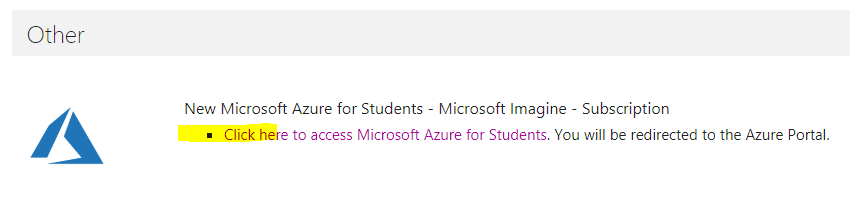 Other
New Microsoft Azure for Students - Microsoft Imagine - Subscription
▪ Click here to access Microsoft Azure for Students. You will be redirected to the Azure Portal.